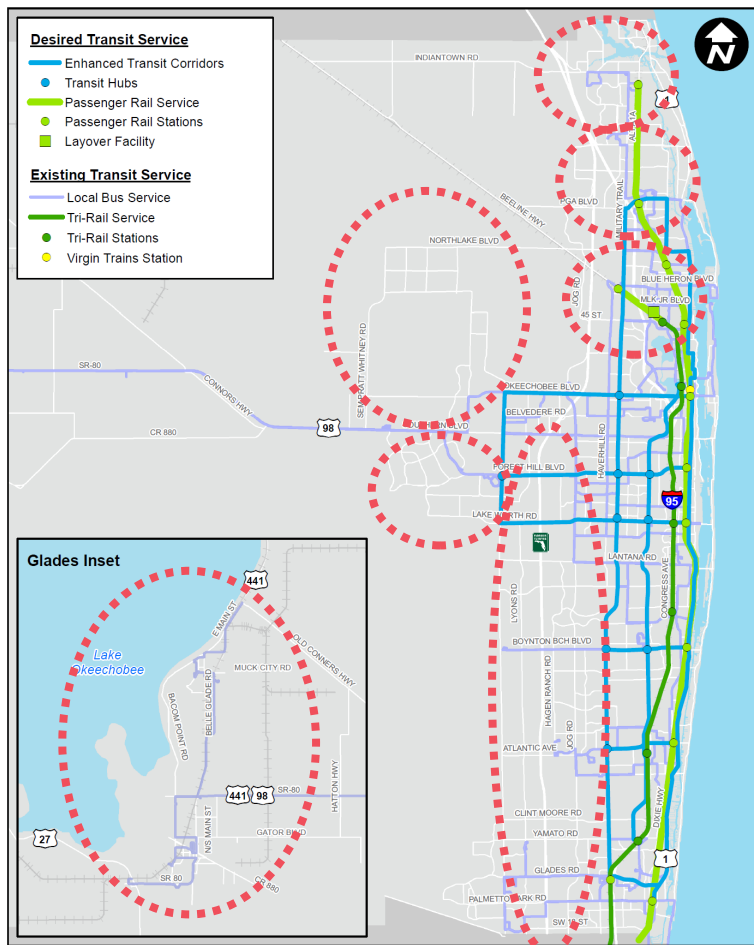 Desired Transit Service
Enhanced Transit Corridors
Transit Hubs
Passenger Rail Service
Passenger Rail Stations
Layover Facility
Existing Transit Service
Local Bus Service
Tri-Rail Service
Tri-Rail Stations
Virgin Trains Station
N
INDIANTOWN RD
1
BEELINE HWY
PGA BLVD
MILITARY TRAIL
NORTHLAKE BLVD
BLUE HERON BLVD
JOG RD
MLK JR BLVD
45 ST
SEM PRATT WHITNEY RD
SR-80
CONNORS HWY
OKEECHOBEE BLVD
BELVEDERE RD
98
CR 880
HAVERHILL RD
FOREST HILL BLVD
95
LAKE WORTH RD
LANTANA RD
CONGRESS AVE
LYONS RD
BOYNTON BCH BLVD
HAGEN RANCH RD
JOG RD
ATLANTIC AVE
DIXIE HWY
CLINT MOORE RD
YAMATO RD
1
GLADES RD
PALMETTO PARK RD
SW 18 ST
Glades Inset
441
E MAIN ST
OLD CONNERS HWY
Lake
Okeechobee
MUCK CITY RD
BACOM POINT RD
BELLE GLADE RD
HATTON HWY
441
98
SR-80
N/S MAIN ST
GATOR BLVD
27
SR 80
CR 880